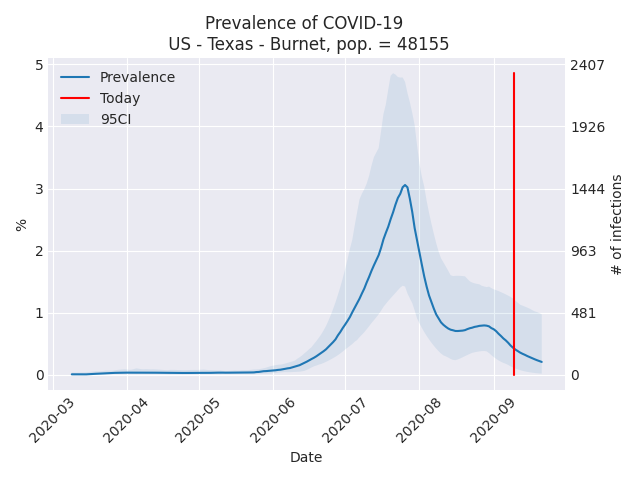 Prevalence of COVID-19
US - Texas - Burnet, pop. = 48155
Prevalence
Today
95CI
5
4
3
2
1
0
%
2407
1926
1444
963
481
0
# of infections
2020-03
2020-04
2020-05
2020-06
2020-07
2020-08
2020-09
Date